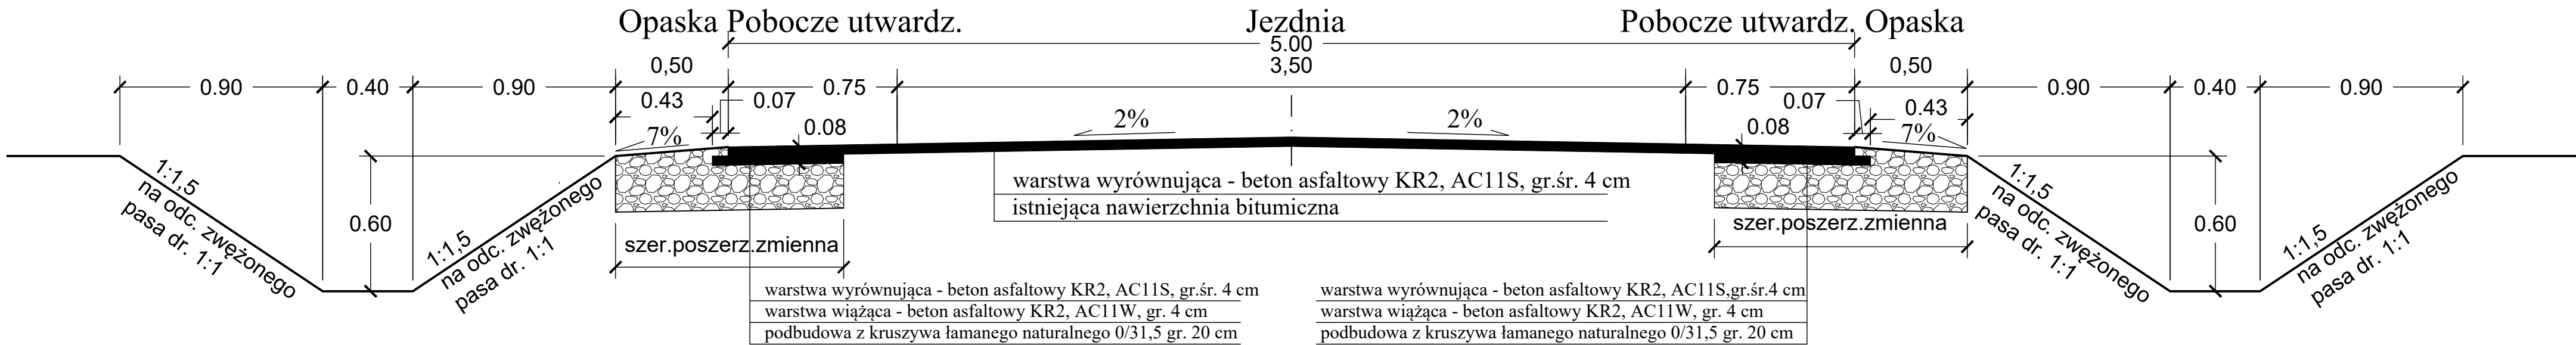 Opaska Pobocze utwardz. Jezdnia Pobocze utwardz. Opaska
5.00
0,50 3,50 0,50
0.90 0.40 0.90 0.75 0.75 0.90 0.40 0.90
0.43 0.07 0.07 0.43
7% 0.08 2% 2% 0.08 7%
1:1,5
na odc. zwężonego
pasa dr. 1:1
0.60
1:1,5
na odc. zwężonego
pasa dr. 1:1
szer.poszerz.zmienna
warstwa wyrównująca - beton asfaltowy KR2, AC11S, gr.śr. 4 cm
istniejąca nawierzchnia bitumiczna
szer.poszerz.zmienna
1:1,5
na odc. zwężonego
pasa dr. 1:1
0.60
1:1,5
na odc. zwężonego
pasa dr. 1:1
warstwa wyrównująca - beton asfaltowy KR2, AC11S, gr.śr. 4 cm
warstwa wiążąca - beton asfaltowy KR2, AC11W, gr. 4 cm
podbudowa z kruszywa łamanego naturalnego 0/31,5 gr. 20 cm
warstwa wyrównująca - beton asfaltowy KR2, AC11S,gr.śr.4 cm
warstwa wiążąca - beton asfaltowy KR2, AC11W, gr. 4 cm
podbudowa z kruszywa łamanego naturalnego 0/31,5 gr. 20 cm